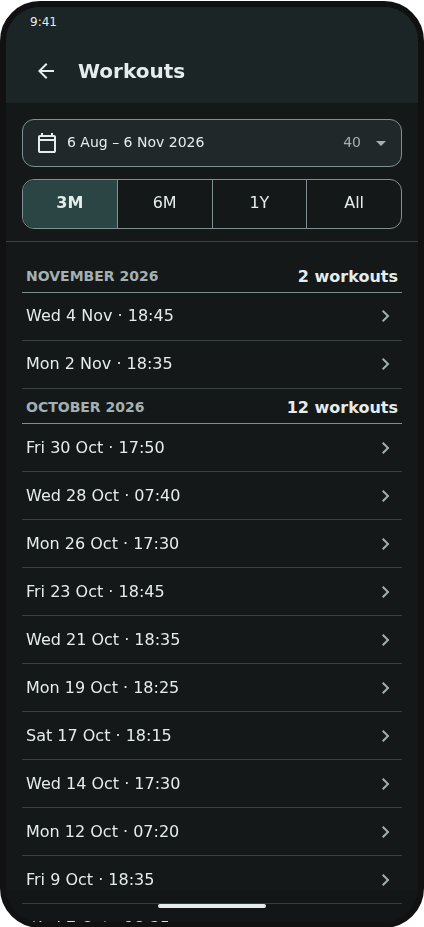 9:41
Workouts
6 Aug – 6 Nov 2026 40
3M 6M 1Y All
NOVEMBER 2026 2 workouts
Wed 4 Nov · 18:45
Mon 2 Nov · 18:35
OCTOBER 2026 12 workouts
Fri 30 Oct · 17:50
Wed 28 Oct · 07:40
Mon 26 Oct · 17:30
Fri 23 Oct · 18:45
Wed 21 Oct · 18:35
Mon 19 Oct · 18:25
Sat 17 Oct · 18:15
Wed 14 Oct · 17:30
Mon 12 Oct · 07:20
Fri 9 Oct · 18:35